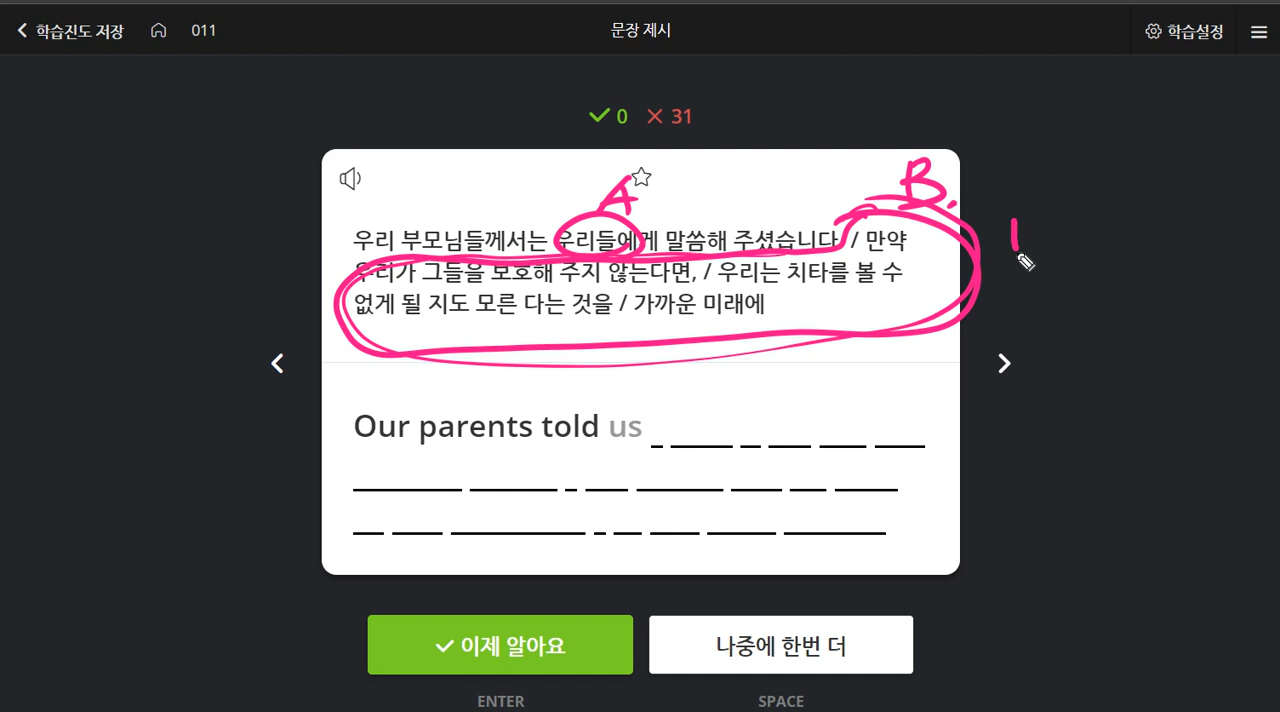 학습진도 저장 011 문장 제시 학습설정
0 31
A B.
우리 부모님들께서는 우리들에게 말씀해 주셨습니다. / 만약
우리가 그들을 보호해 주지 않는다면, / 우리는 치타를 볼 수
없게 될 지도 모른 다는 것을 / 가까운 미래에
Our parents told us
이제 알아요 나중에 한번 더
ENTER SPACE